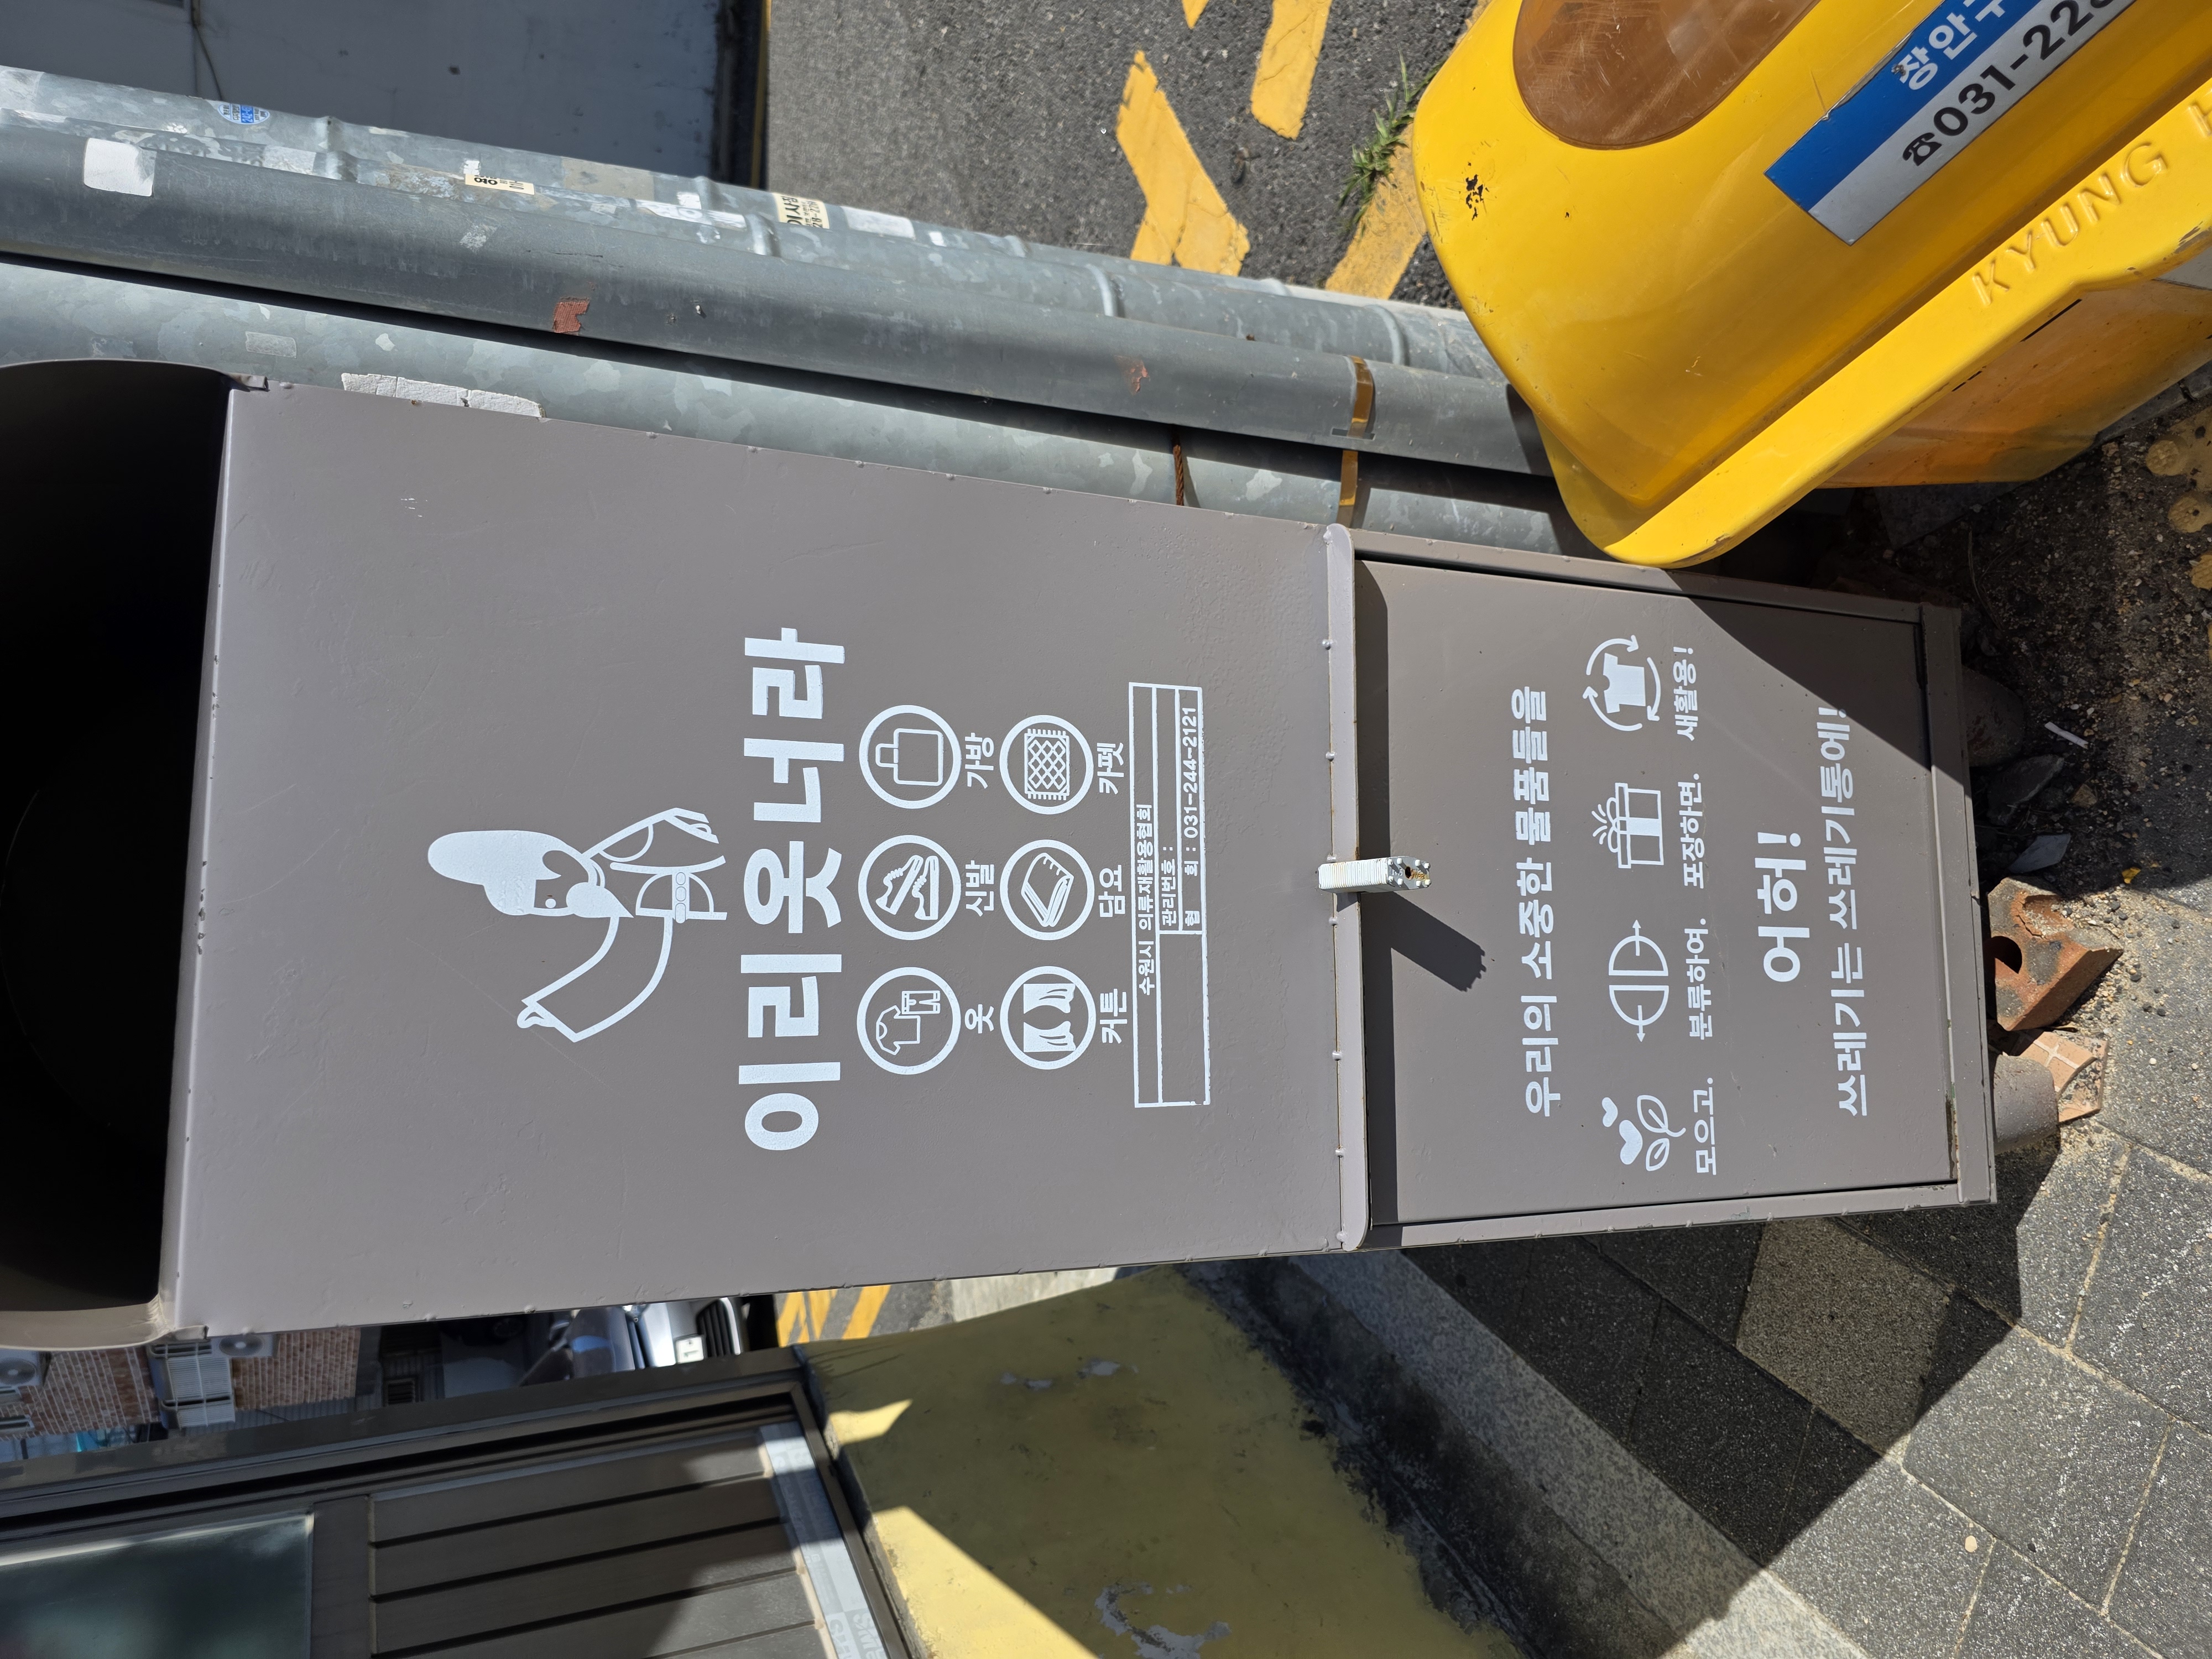 이리옷너라
옷 신발 가방
커튼 담요 카펫
수원시 의류재활용협회
관리번호 :
협 회 : 031-244-2121
우리의 소중한 물품들을
모으고. 분류하여. 포장하면. 새활용!
어허!
쓰레기는 쓰레기통에!
장안구
☎031-228
KYUNG